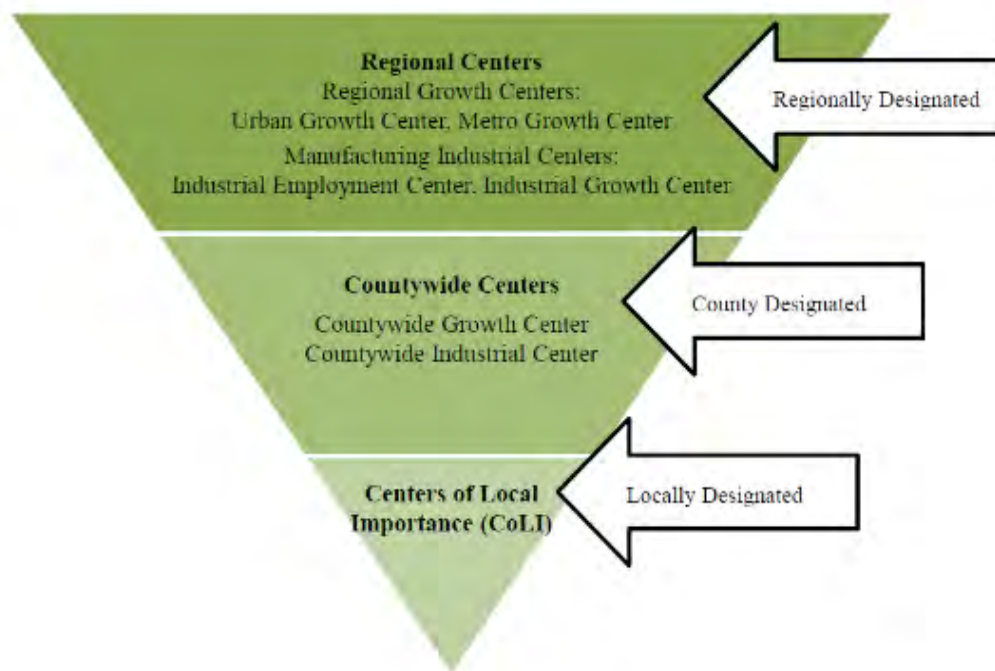 Regional Centers
Regional Growth Centers:
Urban Growth Center, Metro Growth Center
Manufacturing Industrial Centers:
Industrial Employment Center, Industrial Growth Center
Regionally Designated
Countywide Centers
Countywide Growth Center
Countywide Industrial Center
County Designated
Centers of Local
Importance (CoLI)
Locally Designated